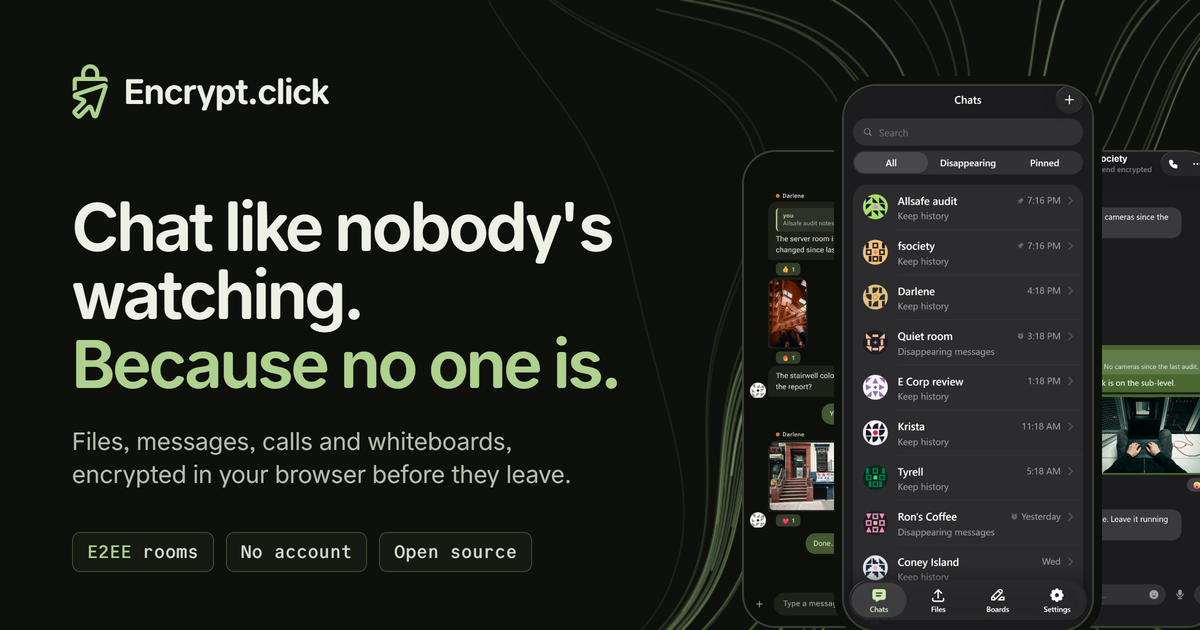 Encrypt.click
Chat like nobody's
watching.
Because no one is.
Files, messages, calls and whiteboards,
encrypted in your browser before they leave.
E2EE rooms
No account
Open source
Darlene
you
Allsafe audit notes
The server room i
changed since las
👍 1
🔥 1
The stairwell colo
the report?
Y
Darlene
❤️ 1
Done.
Type a messag
Chats
Search
All
Disappearing
Pinned
Allsafe audit
7:16 PM
Keep history
fsociety
7:16 PM
Keep history
Darlene
4:18 PM
Keep history
Quiet room
3:18 PM
Disappearing messages
E Corp review
1:18 PM
Keep history
Krista
11:18 AM
Keep history
Tyrell
5:18 AM
Keep history
Ron's Coffee
Yesterday
Disappearing messages
Coney Island
Wed
Keep history
Chats
Files
Boards
Settings
ociety
end encrypted
cameras since the
No cameras since the last audit.
k is on the sub-level.
e. Leave it running